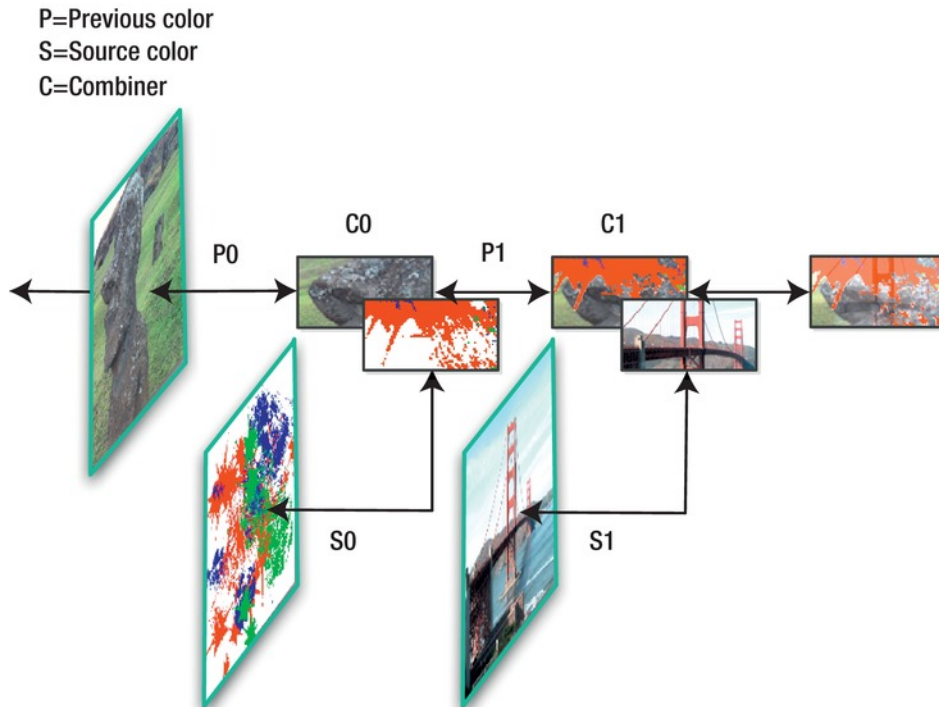 P=Previous color
S=Source color
C=Combiner
C0
C1
P0
P1
S0
S1